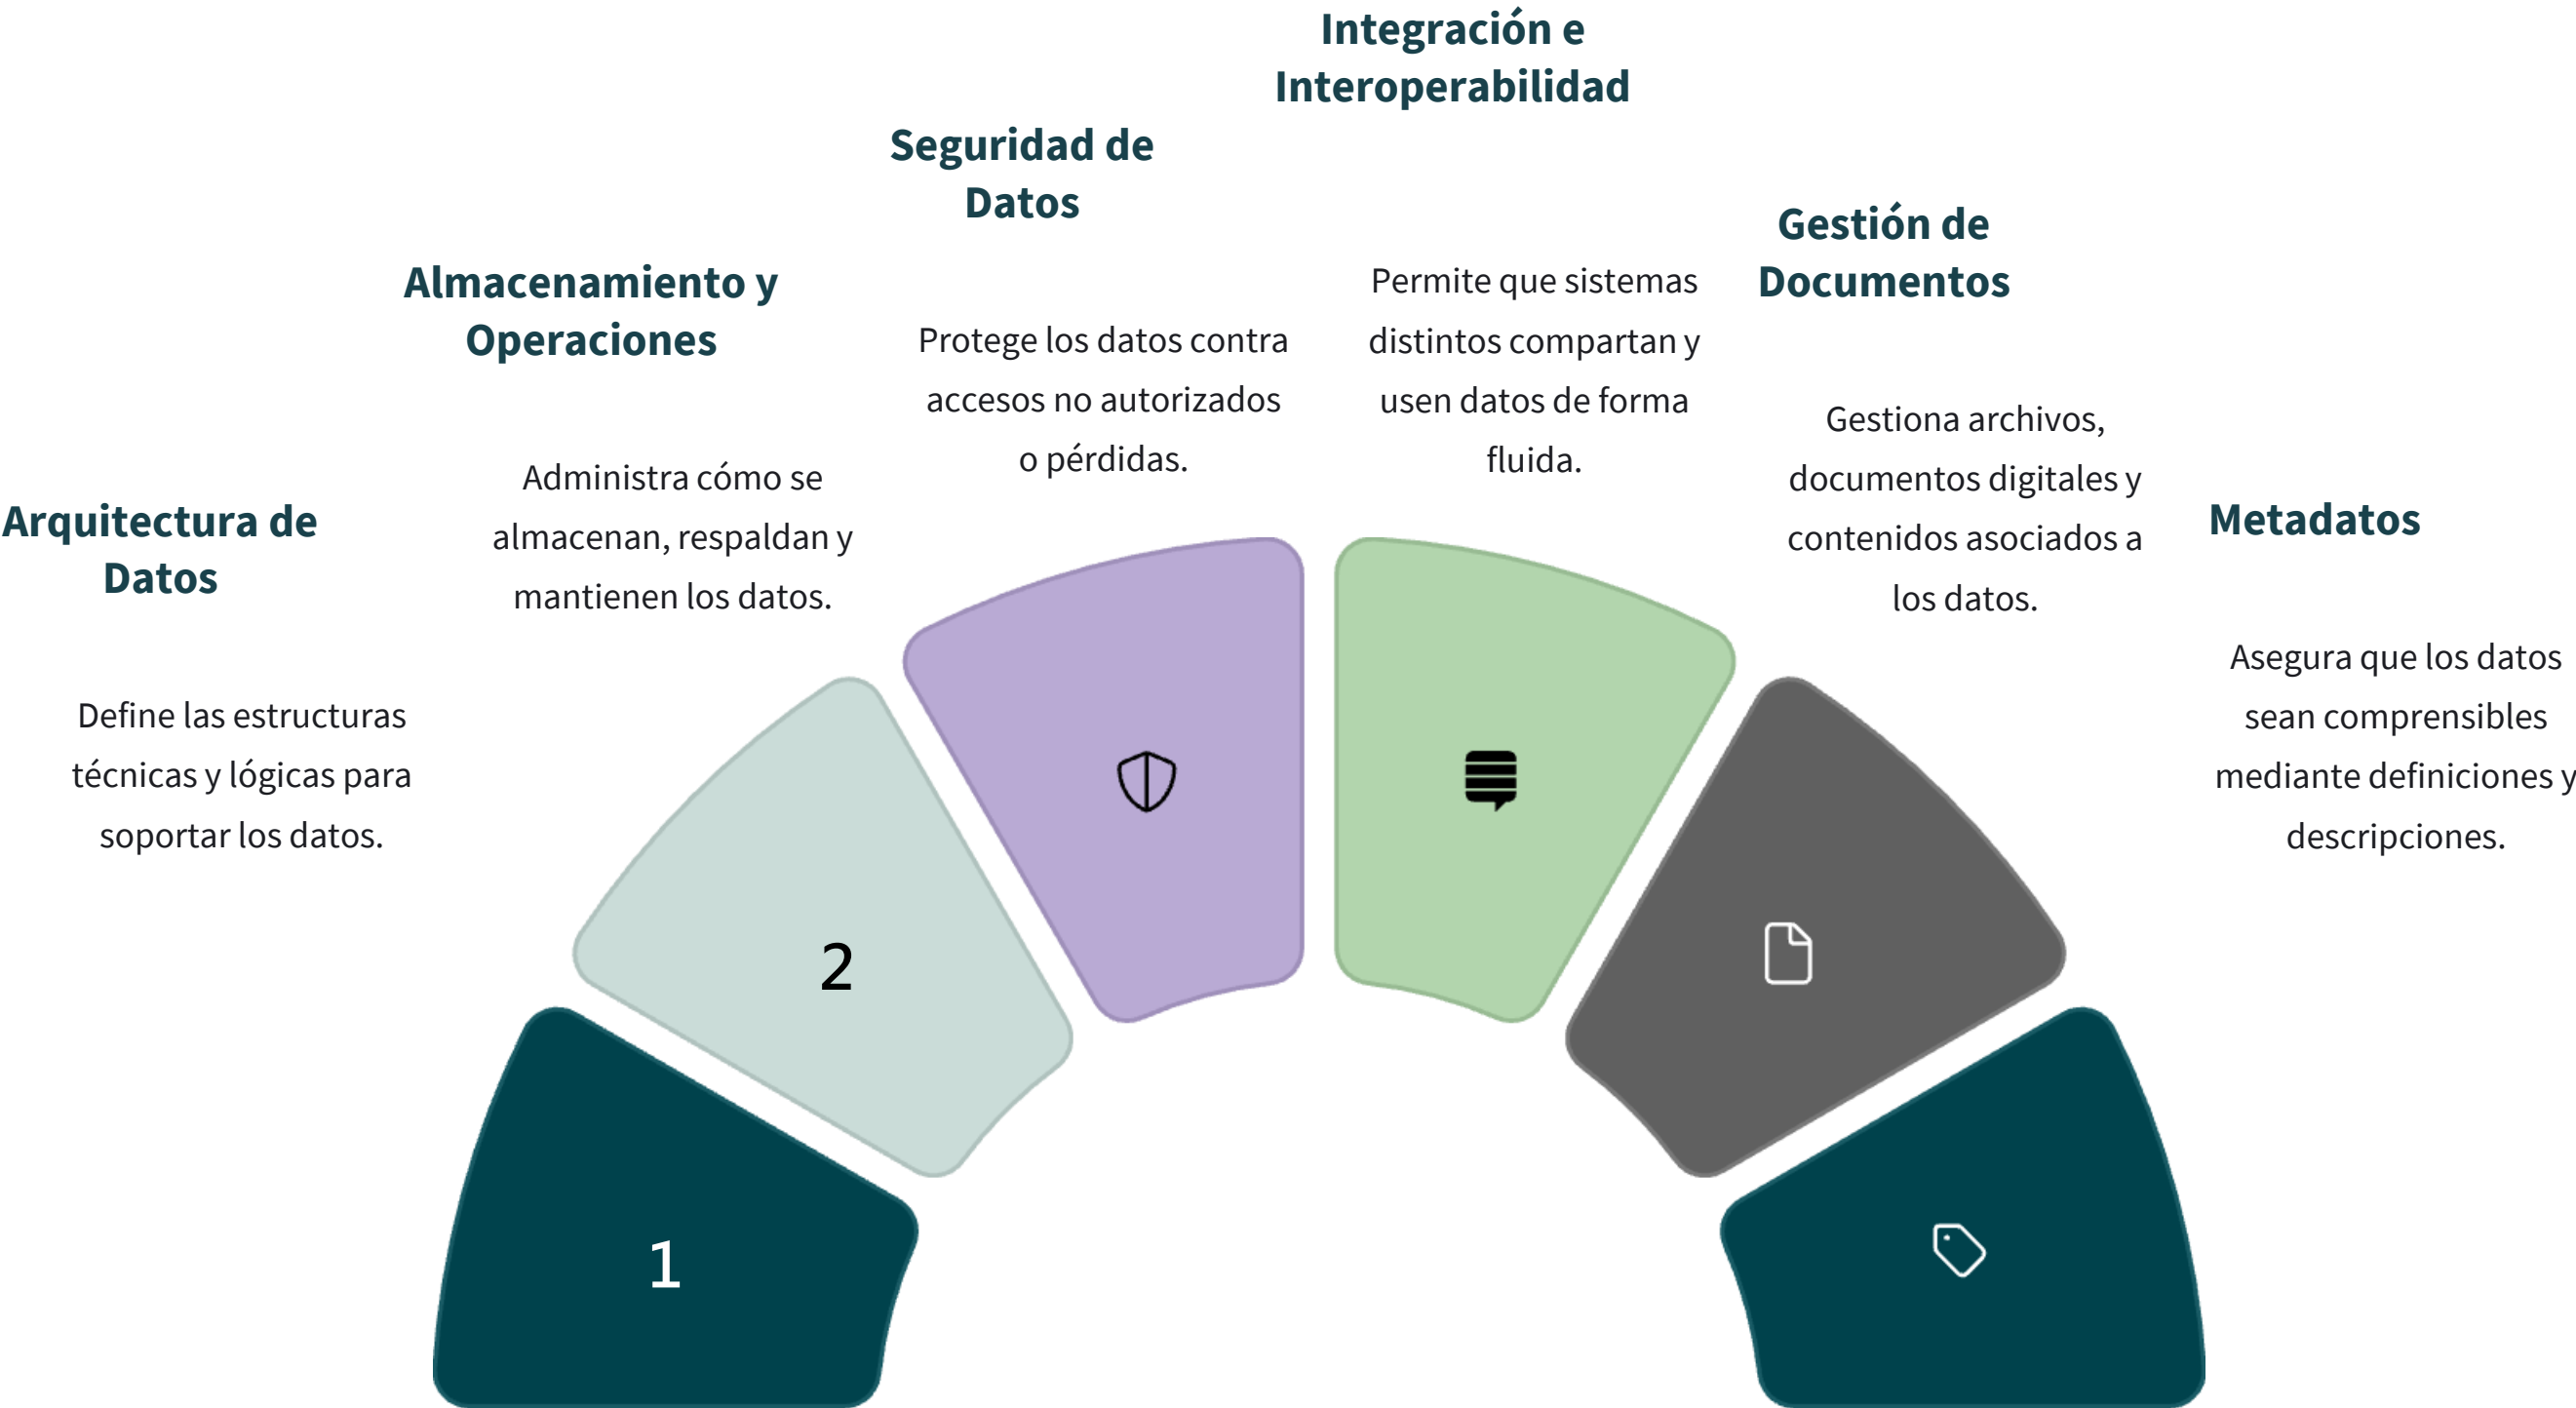 Arquitectura de
Datos
Define las estructuras
técnicas y lógicas para
soportar los datos.
Almacenamiento y
Operaciones
Administra cómo se
almacenan, respaldan y
mantienen los datos.
Seguridad de
Datos
Protege los datos contra
accesos no autorizados
o pérdidas.
Integración e
Interoperabilidad
Permite que sistemas
distintos compartan y
usen datos de forma
fluida.
Gestión de
Documentos
Gestiona archivos,
documentos digitales y
contenidos asociados a
los datos.
Metadatos
Asegura que los datos
sean comprensibles
mediante definiciones y
descripciones.
1
2